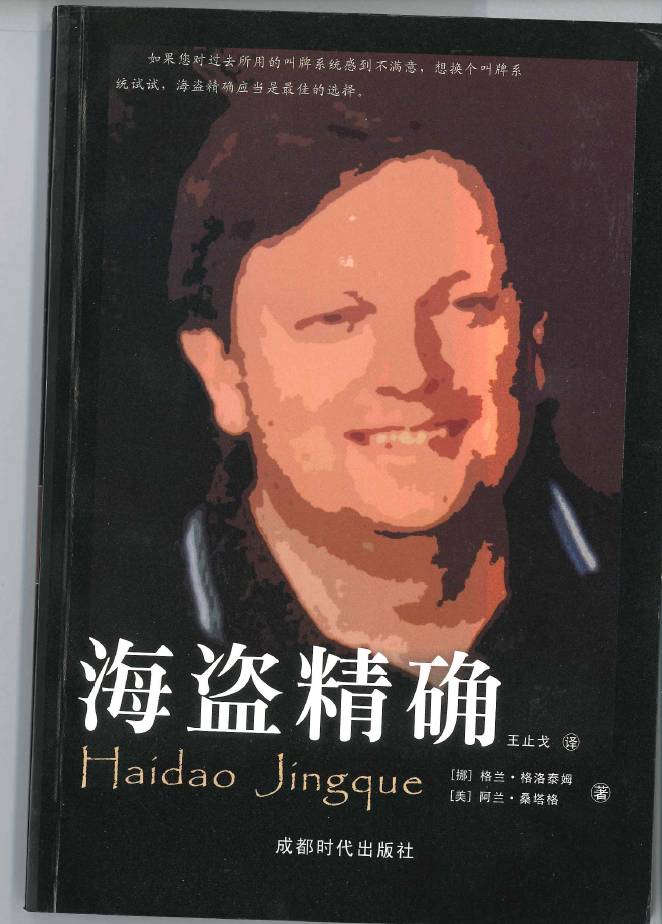 如果您对过去所用的叫牌系统感到不满意，想换个叫牌系
统试试，海盗精确应当是最佳的选择。
海盗精确
王止戈 译
Haidao Jingque
[挪] 格兰·格洛泰姆
[美] 阿兰·桑塔格
著
成都时代出版社